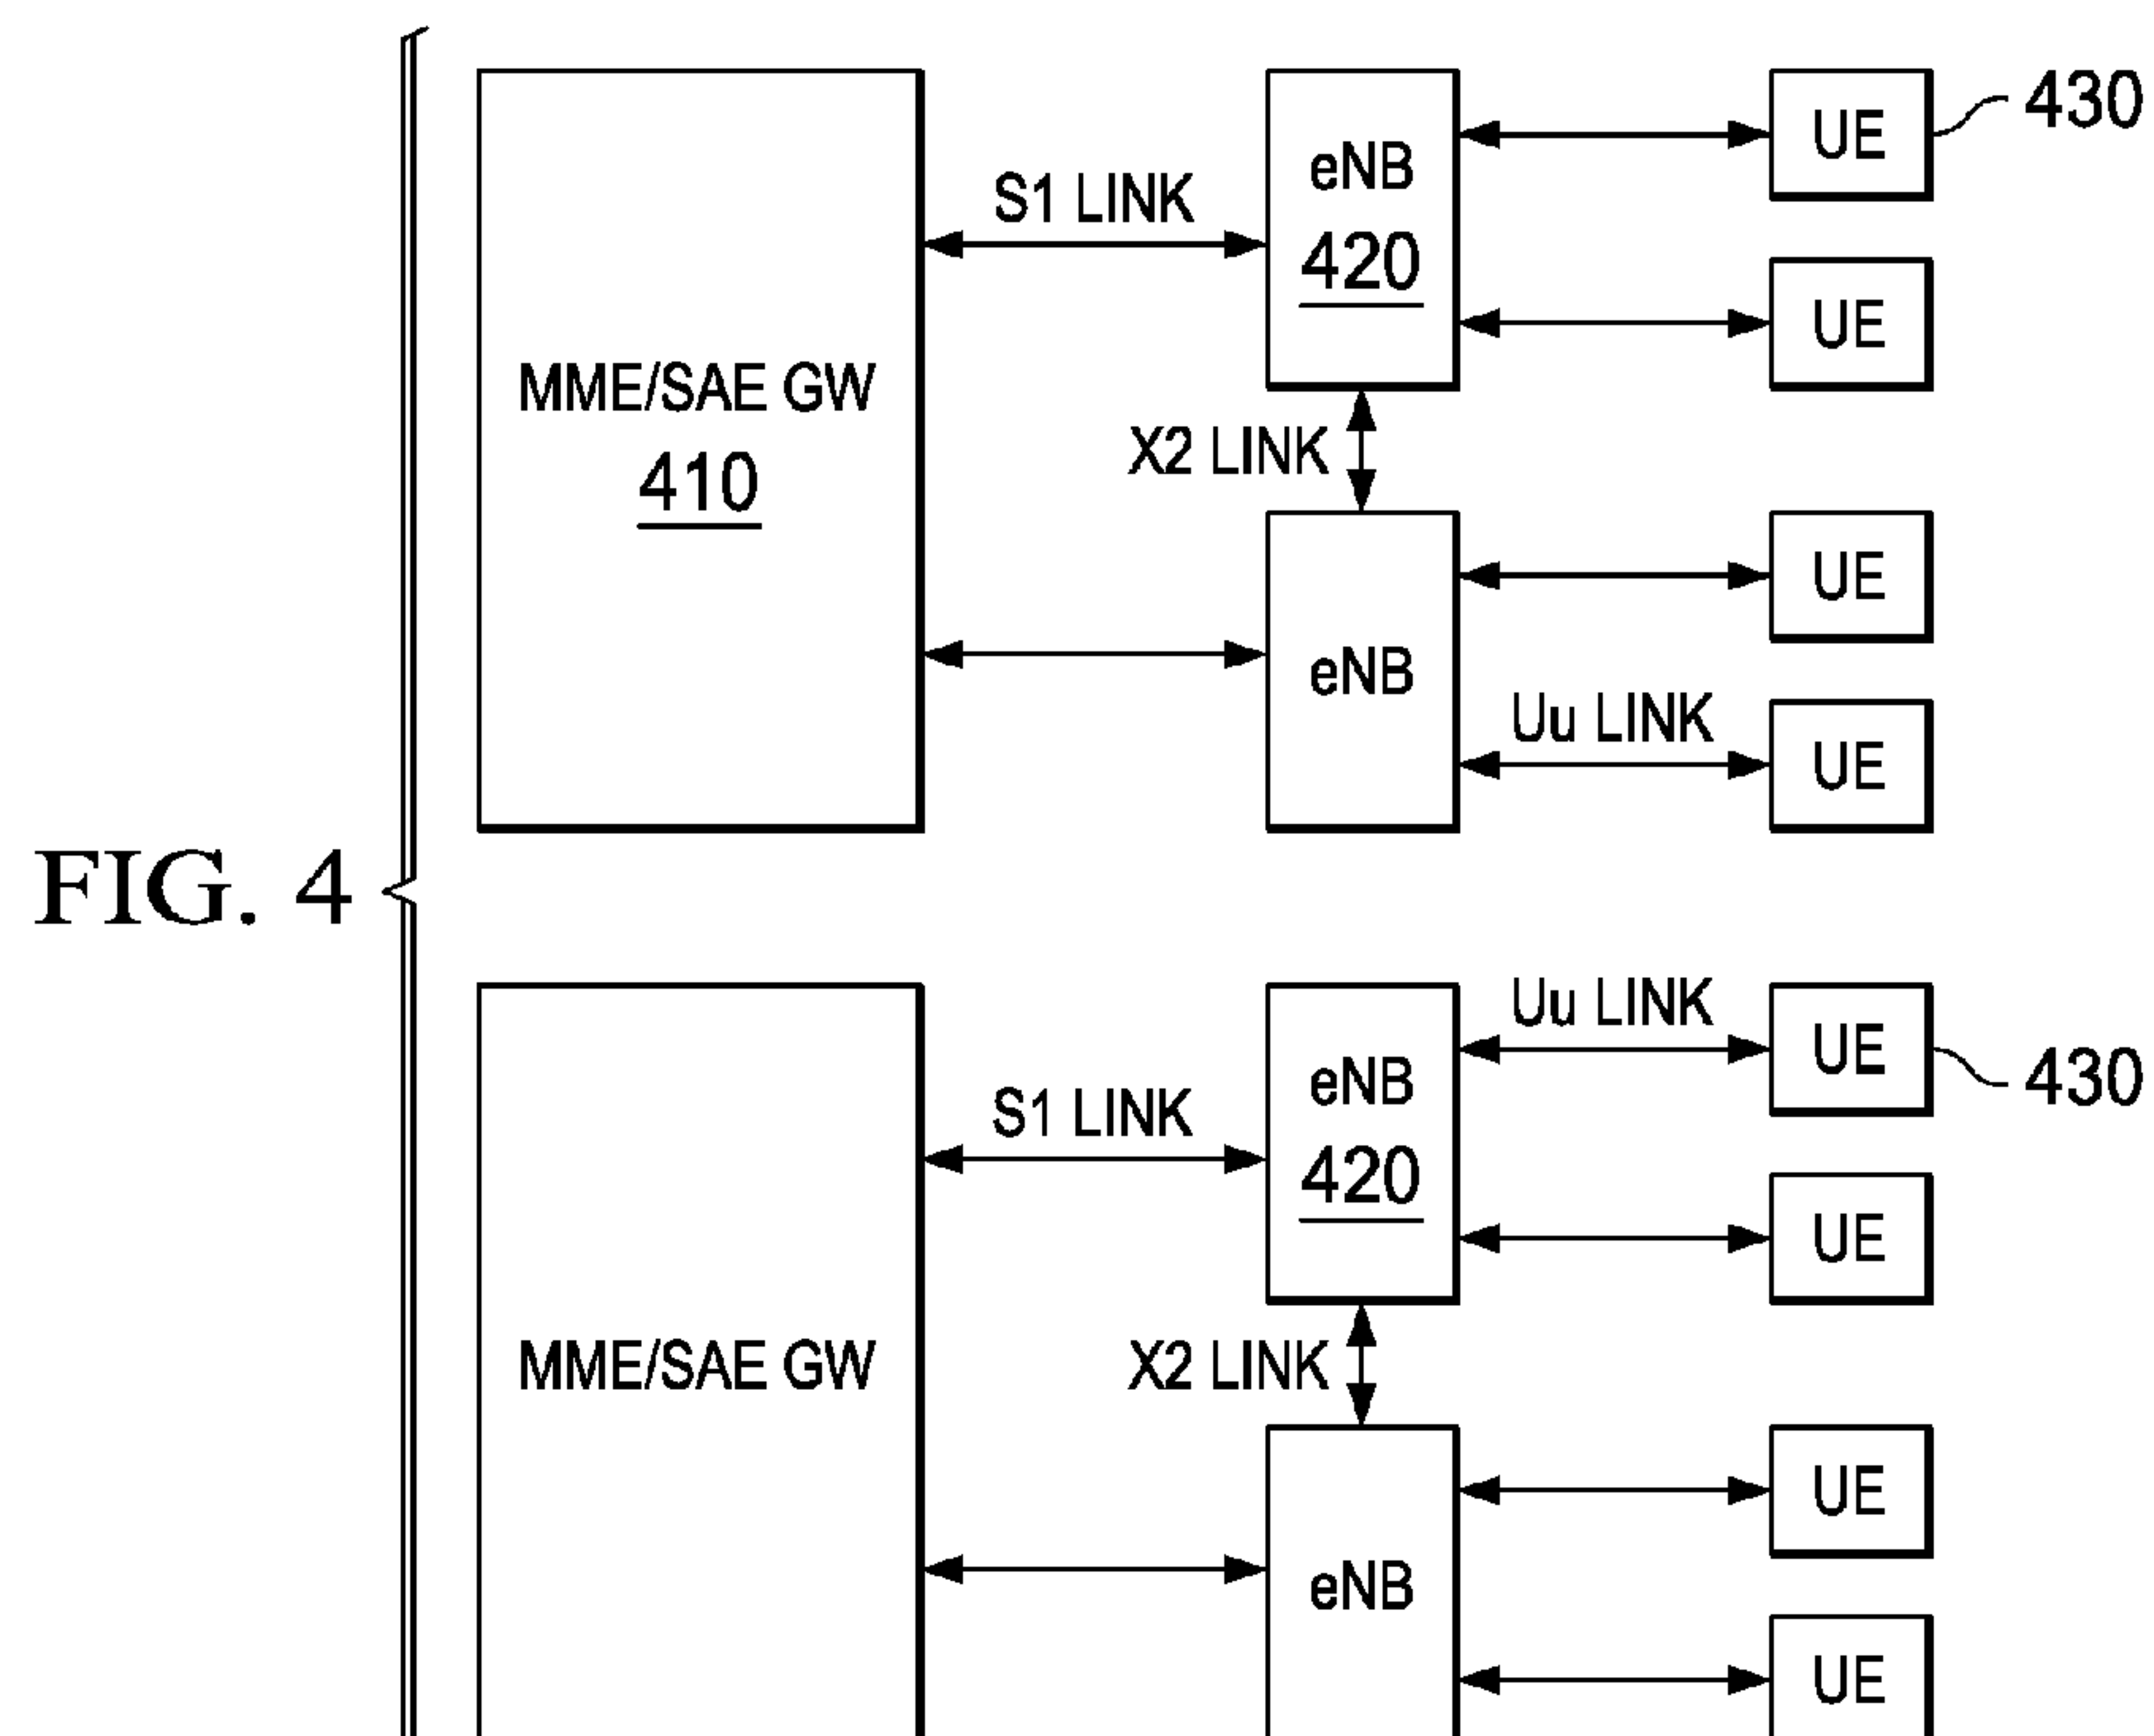 UE
430
eNB
S1 LINK
420
UE
MME/SAE GW
X2 LINK
410
UE
eNB
Uu LINK
UE
FIG. 4
Uu LINK
UE
430
eNB
S1 LINK
420
UE
MME/SAE GW
X2 LINK
UE
eNB
UE